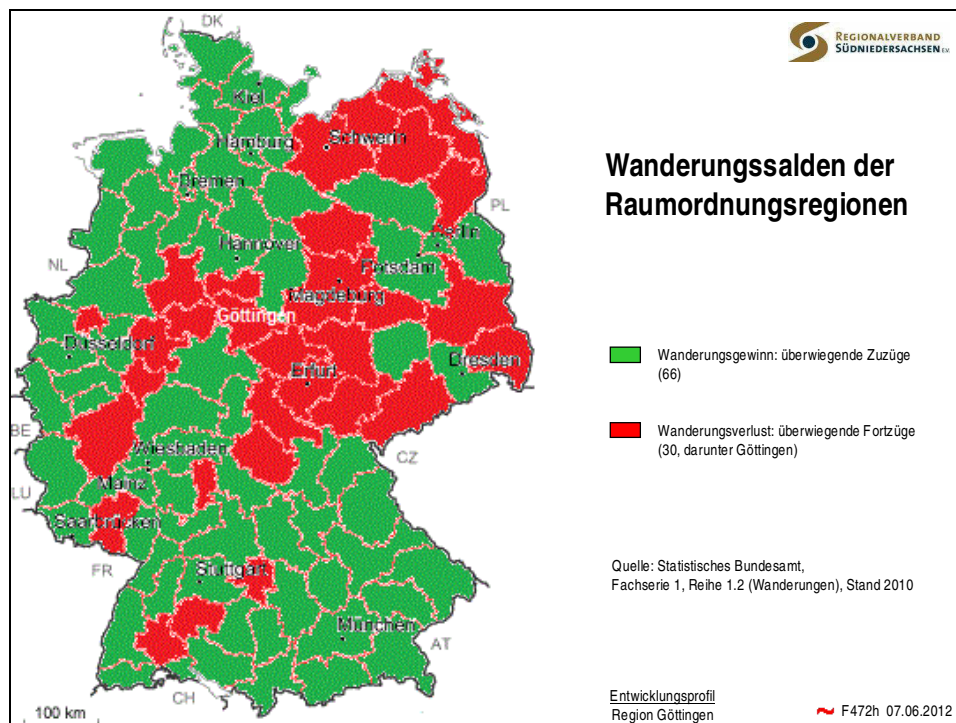 REGIONALVERBAND
SÜDNIEDERSACHSEN E.V.
Wanderungssalden der
Raumordnungsregionen
DK
Kiel
Hamburg
Schwerin
Bremen
PL
Berlin
Hannover
Potsdam
NL
Magdeburg
Göttingen
Düsseldorf
Dresden
Erfurt
BE
Wiesbaden
CZ
Mainz
LU
Saarbrücken
FR
Stuttgart
München
AT
CH
100 km
Wanderungsgewinn: überwiegende Zuzüge
(66)
Wanderungsverlust: überwiegende Fortzüge
(30, darunter Göttingen)
Quelle: Statistisches Bundesamt,
Fachserie 1, Reihe 1.2 (Wanderungen), Stand 2010
Entwicklungsprofil
Region Göttingen
F472h 07.06.2012